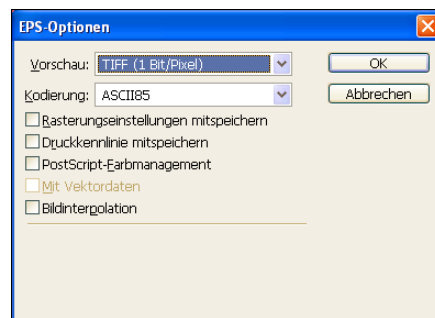 EPS-Optionen
Vorschau: TIFF (1 Bit/Pixel)
OK
Kodierung: ASCII85
Abbrechen
Rasterungseinstellungen mitspeichern
Druckkennlinie mitspeichern
PostScript-Farbmanagement
Mit Vektordaten
Bildinterpolation